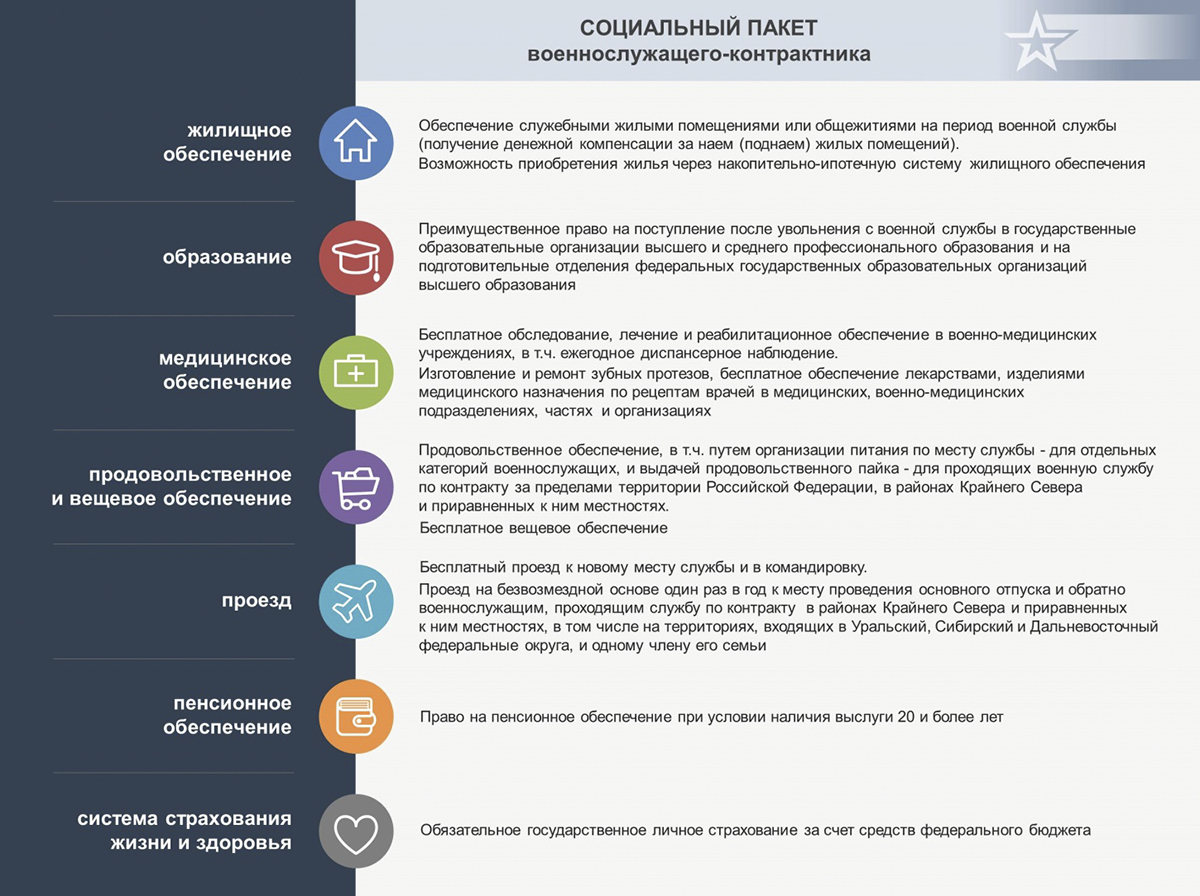 СОЦИАЛЬНЫЙ ПАКЕТ
военнослужащего-контрактника
жилищное
обеспечение
Обеспечение служебными жилыми помещениями или общежитиями на период военной службы
(получение денежной компенсации за наем (поднаем) жилых помещений).
Возможность приобретения жилья через накопительно-ипотечную систему жилищного обеспечения
образование
Преимущественное право на поступление после увольнения с военной службы в государственные
образовательные организации высшего и среднего профессионального образования и на
подготовительные отделения федеральных государственных образовательных организаций
высшего образования
медицинское
обеспечение
Бесплатное обследование, лечение и реабилитационное обеспечение в военно-медицинских
учреждениях, в т.ч. ежегодное диспансерное наблюдение.
Изготовление и ремонт зубных протезов, бесплатное обеспечение лекарствами, изделиями
медицинского назначения по рецептам врачей в медицинских, военно-медицинских
подразделениях, частях и организациях
продовольственное
и вещевое обеспечение
Продовольственное обеспечение, в т.ч. путем организации питания по месту службы - для отдельных
категорий военнослужащих, и выдачей продовольственного пайка - для проходящих военную службу
по контракту за пределами территории Российской Федерации, в районах Крайнего Севера
и приравненных к ним местностях.
Бесплатное вещевое обеспечение
проезд
Бесплатный проезд к новому месту службы и в командировку.
Проезд на безвозмездной основе один раз в год к месту проведения основного отпуска и обратно
военнослужащим, проходящим службу по контракту в районах Крайнего Севера и приравненных
к ним местностях, в том числе на территориях, входящих в Уральский, Сибирский и Дальневосточный
федеральные округа, и одному члену его семьи
пенсионное
обеспечение
Право на пенсионное обеспечение при условии наличия выслуги 20 и более лет
система страхования
жизни и здоровья
Обязательное государственное личное страхование за счет средств федерального бюджета